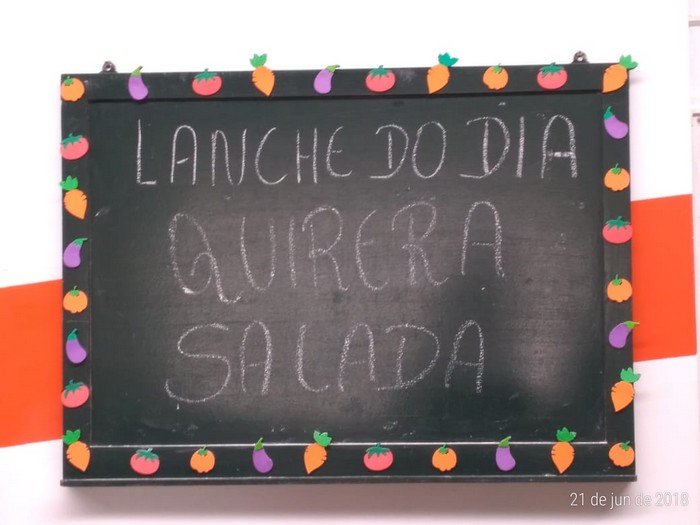 LANCHE DO DIA
QUIRERA
SALADA
21 de jun de 2018